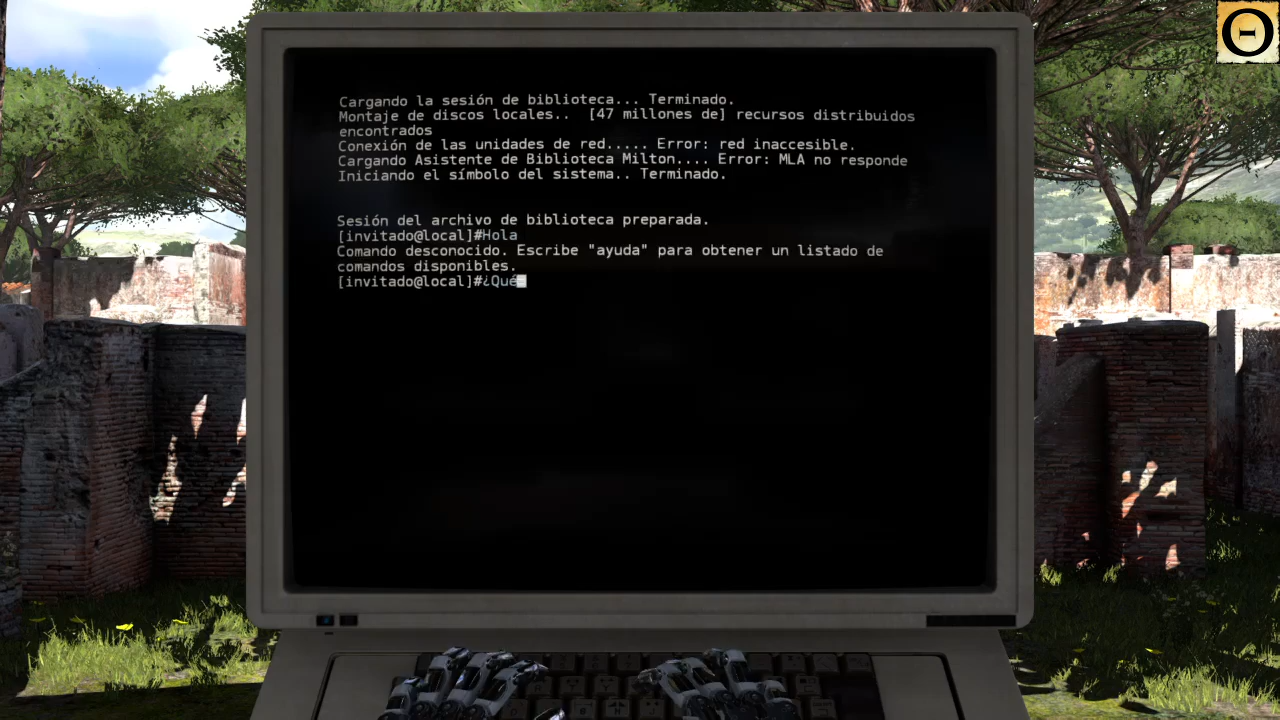 Cargando la sesión de biblioteca... Terminado.
Montaje de discos locales..  [47 millones de] recursos distribuidos
encontrados
Conexión de las unidades de red..... Error: red inaccesible.
Cargando Asistente de Biblioteca Milton.... Error: MLA no responde
Iniciando el símbolo del sistema.. Terminado.
Sesión del archivo de biblioteca preparada.
[invitado@local]#Hola
Comando desconocido. Escribe "ayuda" para obtener un listado de
comandos disponibles.
[invitado@local]#¿Qué